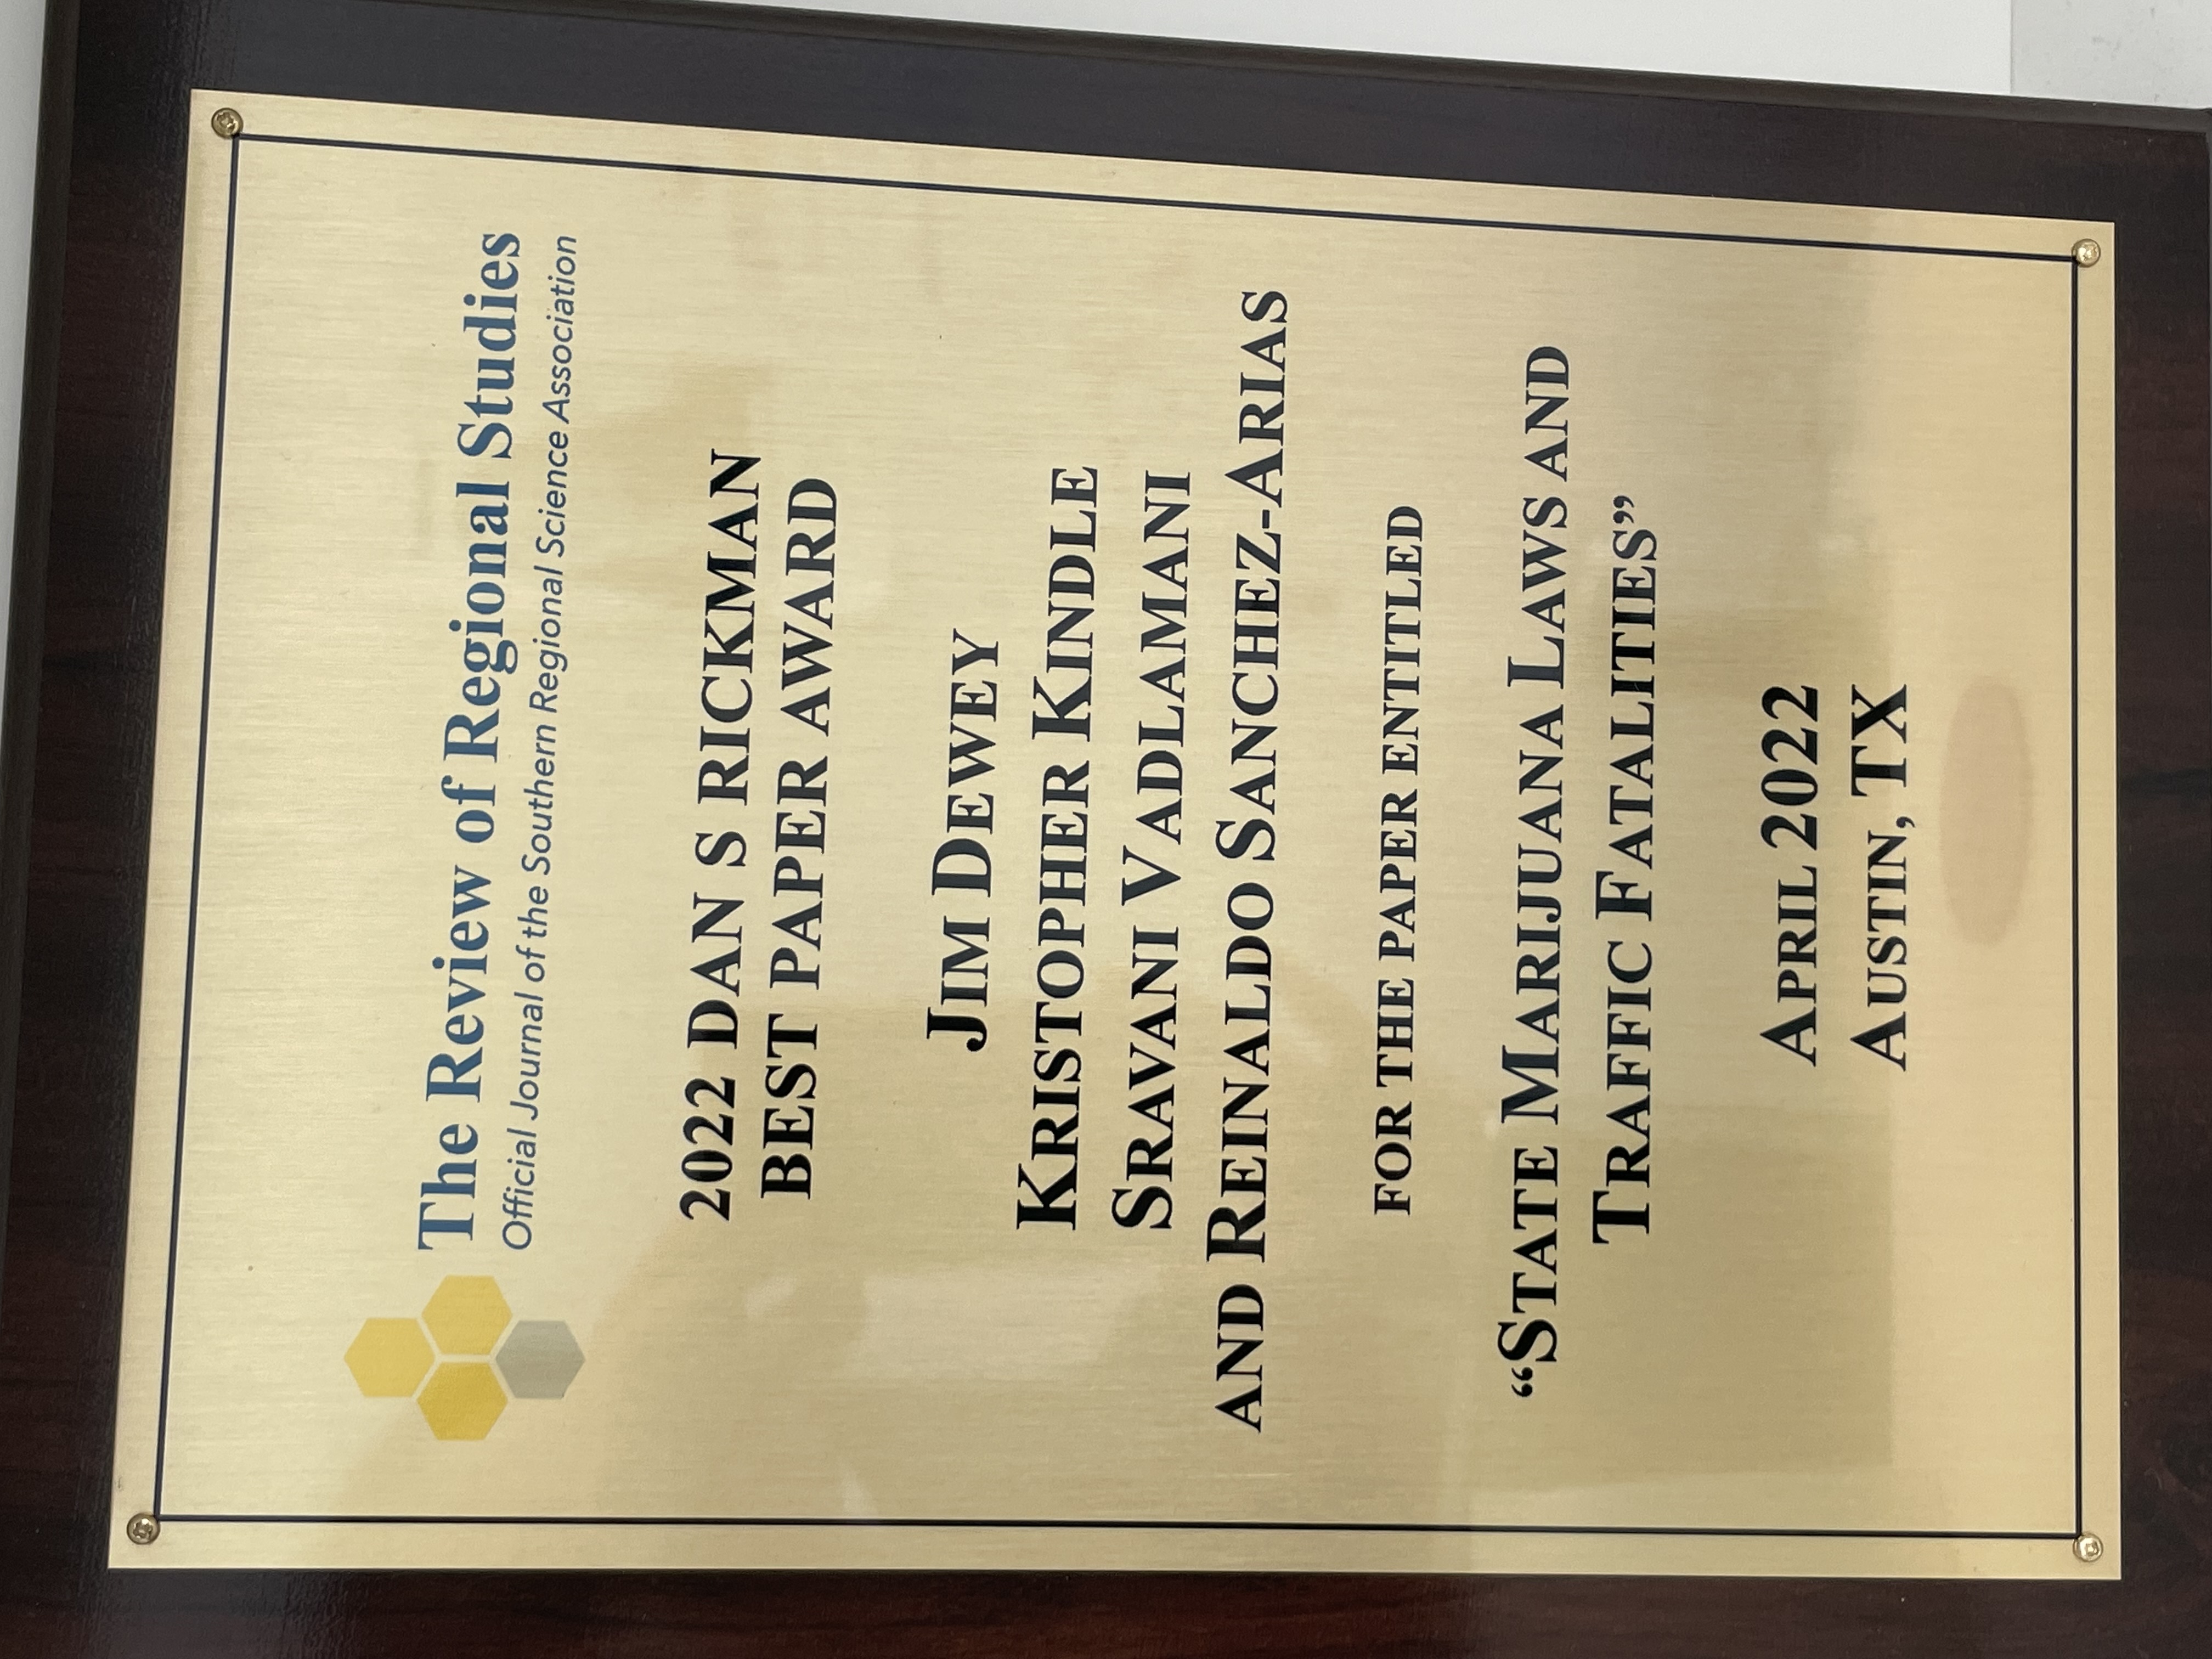 The Review of Regional Studies
Official Journal of the Southern Regional Science Association
2022 DAN S RICKMAN
BEST PAPER AWARD
JIM DEWEY
KRISTOPHER KINDLE
SRAVANI VADLAMANI
AND REINALDO SANCHEZ-ARIAS
FOR THE PAPER ENTITLED
“STATE MARIJUANA LAWS AND
TRAFFIC FATALITIES”
APRIL 2022
AUSTIN, TX